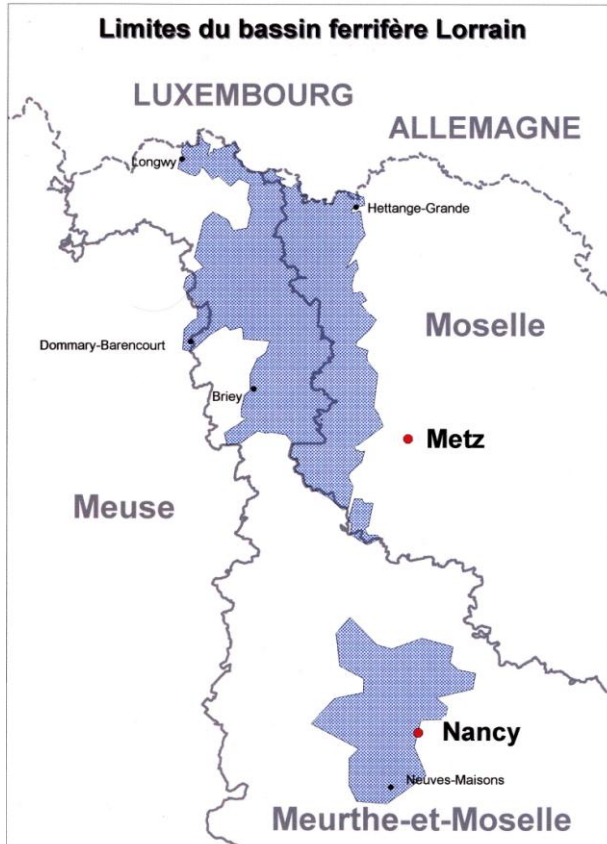 Limites du bassin ferrifère Lorrain
LUXEMBOURG
ALLEMAGNE
Longwy
Hettange-Grande
Moselle
Dommary-Barencourt
Briey
Metz
Meuse
Nancy
Neuves-Maisons
Meurthe-et-Moselle